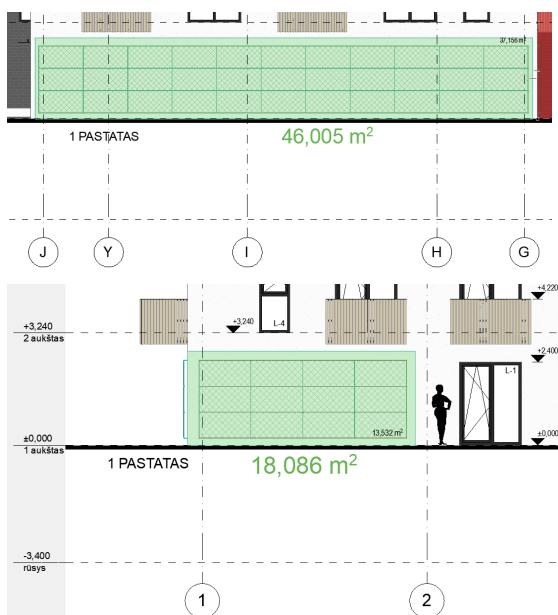 37,156 m²
1 PASTATAS
46,005 m²
J Y I H G
+4,220
+3,240
2 aukštas
+3,240
L-4
+2,400
L-1
±0,000
1 aukštas
13,532 m²
±0,000
1 PASTATAS
18,086 m²
-3,400
rūsys
1 2